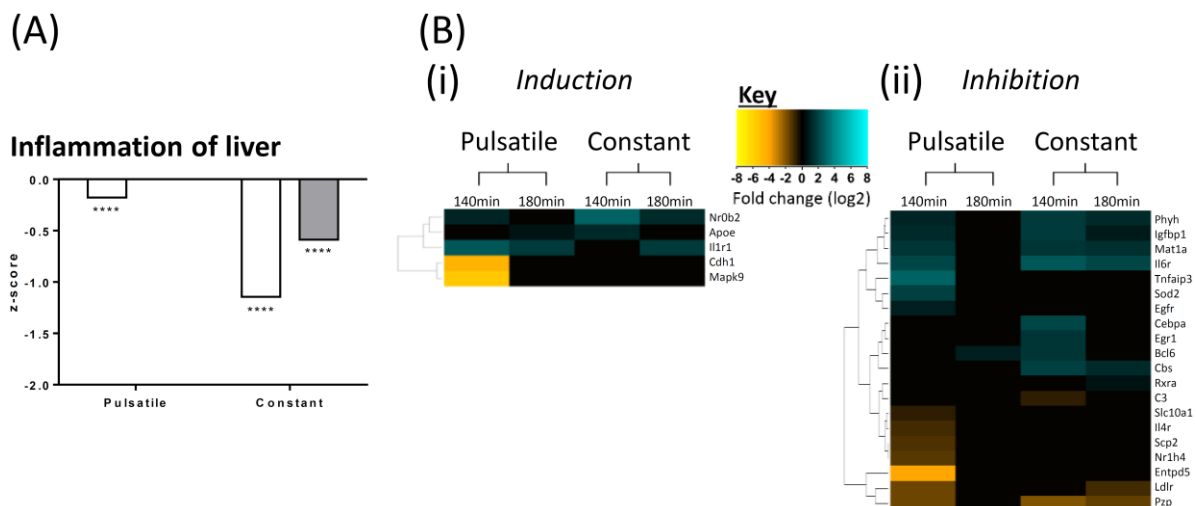 (A)
Inflammation of liver
0.0
-0.5
-1.0
-1.5
-2.0
z-score
****
****
****
Pulsatile
Constant
(B)
(i)
Induction
Key
-8 -6 -4 -2 0 2 4 6 8
Fold change (log2)
Pulsatile
Constant
140min 180min 140min 180min
Nr0b2
Apoe
Il1r1
Cdh1
Mapk9
(ii)
Inhibition
Pulsatile
Constant
140min 180min 140min 180min
Phyh
Igfbp1
Mat1a
Il6r
Tnfaip3
Sod2
Egfr
Cebpa
Egr1
Bcl6
Cbs
Rxra
C3
Slc10a1
Il4r
Scp2
Nr1h4
Entpd5
Ldlr
Pzp